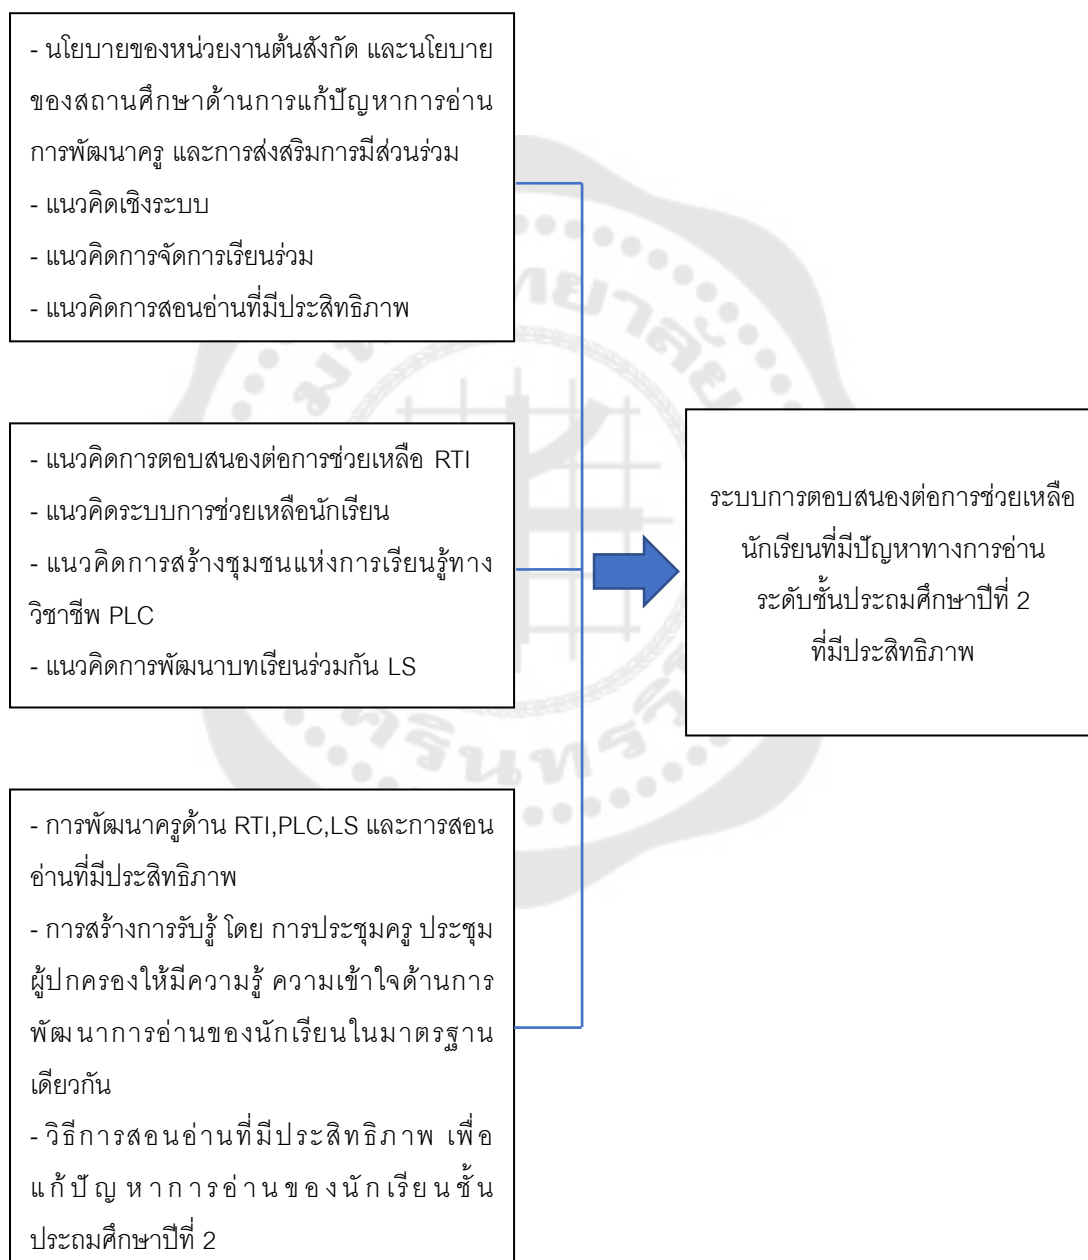 - นโยบายของหน่วยงานต้นสังกัด และนโยบาย
ของสถานศึกษาด้านการแก้ปัญหาการอ่าน
การพัฒนาครู และการส่งสริมการมีส่วนร่วม
- แนวคิดเชิงระบบ
- แนวคิดการจัดการเรียนร่วม
- แนวคิดการสอนอ่านที่มีประสิทธิภาพ
- แนวคิดการตอบสนองต่อการช่วยเหลือ RTI
- แนวคิดระบบการช่วยเหลือนักเรียน
- แนวคิดการสร้างชุมชนแห่งการเรียนรู้ทาง
วิชาชีพ PLC
- แนวคิดการพัฒนาบทเรียนร่วมกัน LS
- การพัฒนาครูด้าน RTI,PLC,LS และการสอน
อ่านที่มีประสิทธิภาพ
- การสร้างการรับรู้ โดย การประชุมครู ประชุม
ผู้ปกครองให้มีความรู้ ความเข้าใจด้านการ
พัฒนาการอ่านของนักเรียนในมาตรฐาน
เดียวกัน
- วิธีการสอนอ่านที่มีประสิทธิภาพ เพื่อ
แก้ปัญหาการอ่านของนักเรียนชั้น
ประถมศึกษาปีที่ 2
ระบบการตอบสนองต่อการช่วยเหลือ
นักเรียนที่มีปัญหาทางการอ่าน
ระดับชั้นประถมศึกษาปีที่ 2
ที่มีประสิทธิภาพ